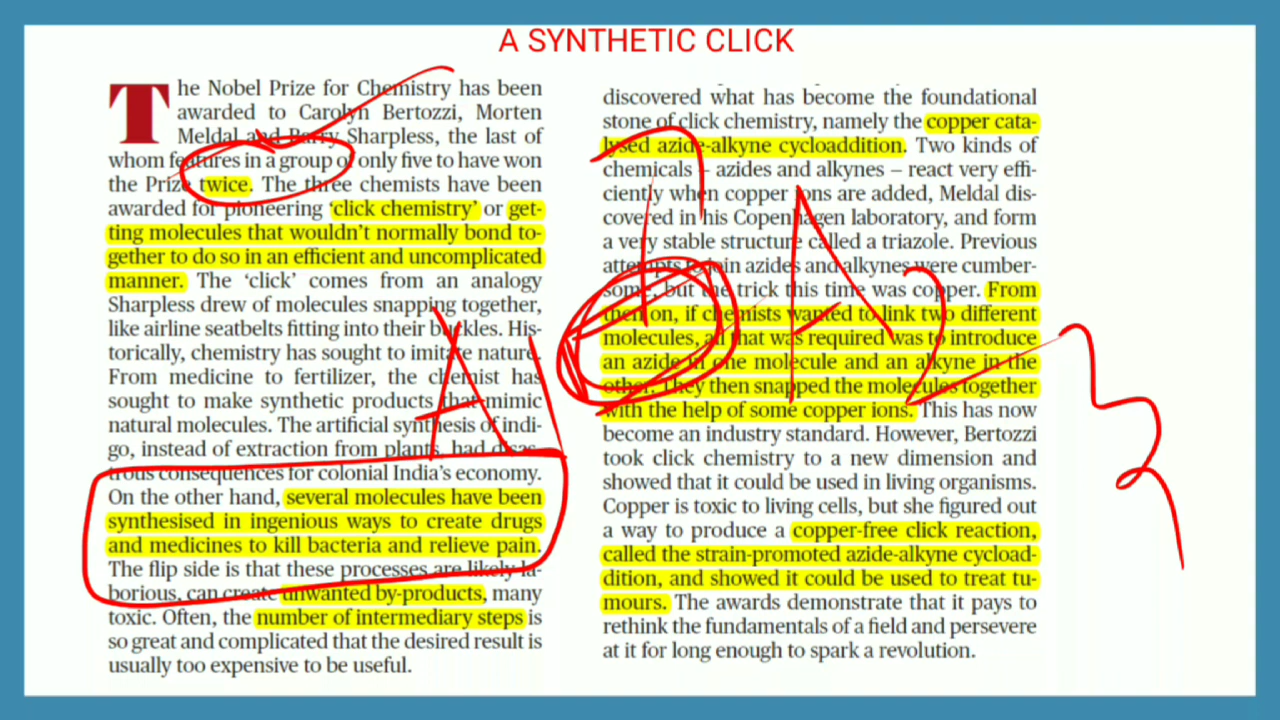 A SYNTHETIC CLICK
The Nobel Prize for Chemistry has been
awarded to Carolyn Bertozzi, Morten
Meldal and Barry Sharpless, the last of
whom features in a group of only five to have won
the Prize twice. The three chemists have been
awarded for pioneering ‘click chemistry’ or get-
ting molecules that wouldn’t normally bond to-
gether to do so in an efficient and uncomplicated
manner. The ‘click’ comes from an analogy
Sharpless drew of molecules snapping together,
like airline seatbelts fitting into their buckles. His-
torically, chemistry has sought to imitate nature.
From medicine to fertilizer, the chemist has
sought to make synthetic products that mimic
natural molecules. The artificial synthesis of indi-
go, instead of extraction from plants, had disas-
trous consequences for colonial India’s economy.
On the other hand, several molecules have been
synthesised in ingenious ways to create drugs
and medicines to kill bacteria and relieve pain.
The flip side is that these processes are likely la-
borious, can create unwanted by-products, many
toxic. Often, the number of intermediary steps is
so great and complicated that the desired result is
usually too expensive to be useful.
discovered what has become the foundational
stone of click chemistry, namely the copper cata-
lysed azide-alkyne cycloaddition. Two kinds of
chemicals – azides and alkynes – react very effi-
ciently when copper ions are added, Meldal dis-
covered in his Copenhagen laboratory, and form
a very stable structure called a triazole. Previous
attempts to join azides and alkynes were cumber-
some, but the trick this time was copper. From
then on, if chemists wanted to link two different
molecules, all that was required was to introduce
an azide in one molecule and an alkyne in the
other. They then snapped the molecules together
with the help of some copper ions. This has now
become an industry standard. However, Bertozzi
took click chemistry to a new dimension and
showed that it could be used in living organisms.
Copper is toxic to living cells, but she figured out
a way to produce a copper-free click reaction,
called the strain-promoted azide-alkyne cycload-
dition, and showed it could be used to treat tu-
mours. The awards demonstrate that it pays to
rethink the fundamentals of a field and persevere
at it for long enough to spark a revolution.